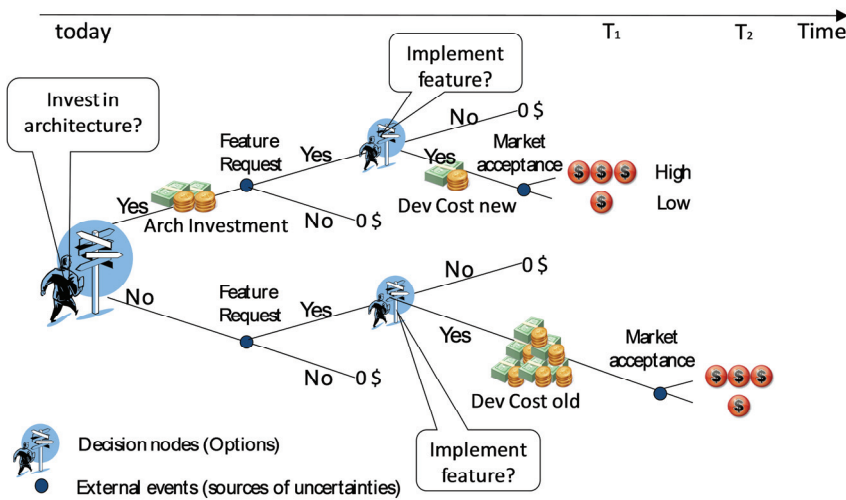 today
T₁
T₂
Time
Implement
feature?
Invest in
architecture?
No
0 $
Feature
Request
Yes
Yes
Market
acceptance
$ $ $
High
$
Low
Yes
Arch Investment
No
0 $
Dev Cost new
No
Feature
Request
Yes
No
0 $
Yes
Market
acceptance
$ $ $
$
No
0 $
Dev Cost old
Implement
feature?
Decision nodes (Options)
External events (sources of uncertainties)